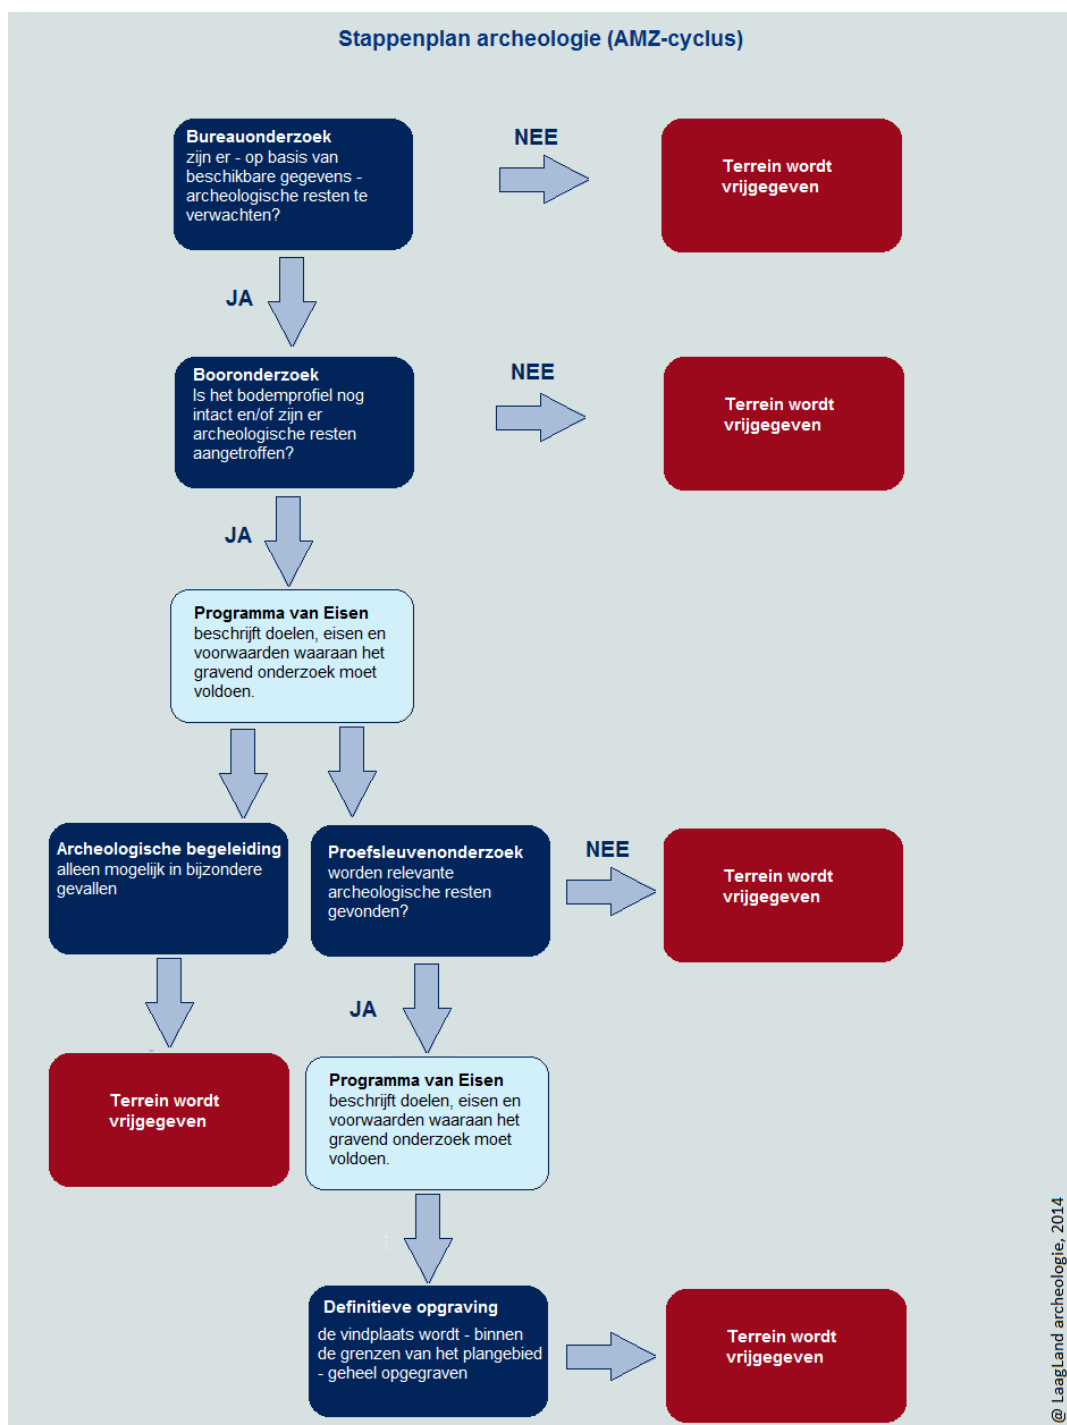 Stappenplan archeologie (AMZ-cyclus)
Bureauonderzoek
zijn er - op basis van
beschikbare gegevens -
archeologische resten te
verwachten?
NEE
Terrein wordt
vrijgegeven
JA
Booronderzoek
Is het bodemprofiel nog
intact en/of zijn er
archeologische resten
aangetroffen?
NEE
Terrein wordt
vrijgegeven
JA
Programma van Eisen
beschrijft doelen, eisen en
voorwaarden waaraan het
gravend onderzoek moet
voldoen.
Archeologische begeleiding
alleen mogelijk in bijzondere
gevallen
Proefsleuvenonderzoek
worden relevante
archeologische resten
gevonden?
NEE
Terrein wordt
vrijgegeven
JA
Terrein wordt
vrijgegeven
Programma van Eisen
beschrijft doelen, eisen en
voorwaarden waaraan het
gravend onderzoek moet
voldoen.
Definitieve opgraving
de vindplaats wordt - binnen
de grenzen van het plangebied
- geheel opgegraven
Terrein wordt
vrijgegeven
@ LaagLand archeologie, 2014